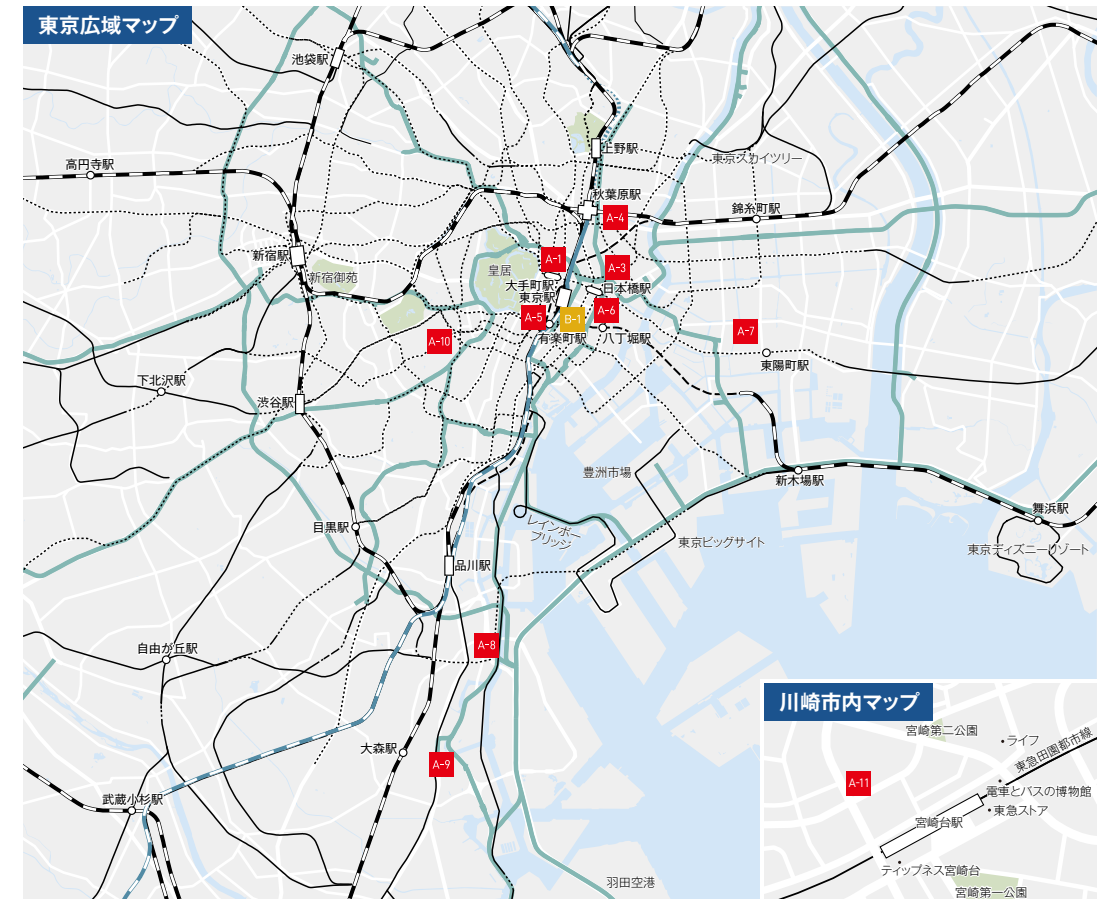 東京広域マップ
池袋駅
上野駅
高円寺駅
東京スカイツリー
秋葉原駅
錦糸町駅
A-4
新宿駅
新宿御苑
皇居
A-1
A-3
大手町駅
日本橋駅
東京駅
A-5
B-1
A-6
有楽町駅
八丁堀駅
A-7
A-10
東陽町駅
下北沢駅
渋谷駅
豊洲市場
新木場駅
舞浜駅
目黒駅
レインボー
ブリッジ
東京ビッグサイト
東京ディズニーリゾート
品川駅
A-8
自由が丘駅
大森駅
A-9
武蔵小杉駅
羽田空港
川崎市内マップ
宮崎第二公園
ライフ
東急田園都市線
A-11
電車とバスの博物館
東急ストア
宮崎台駅
ティップネス宮崎台
宮崎第一公園